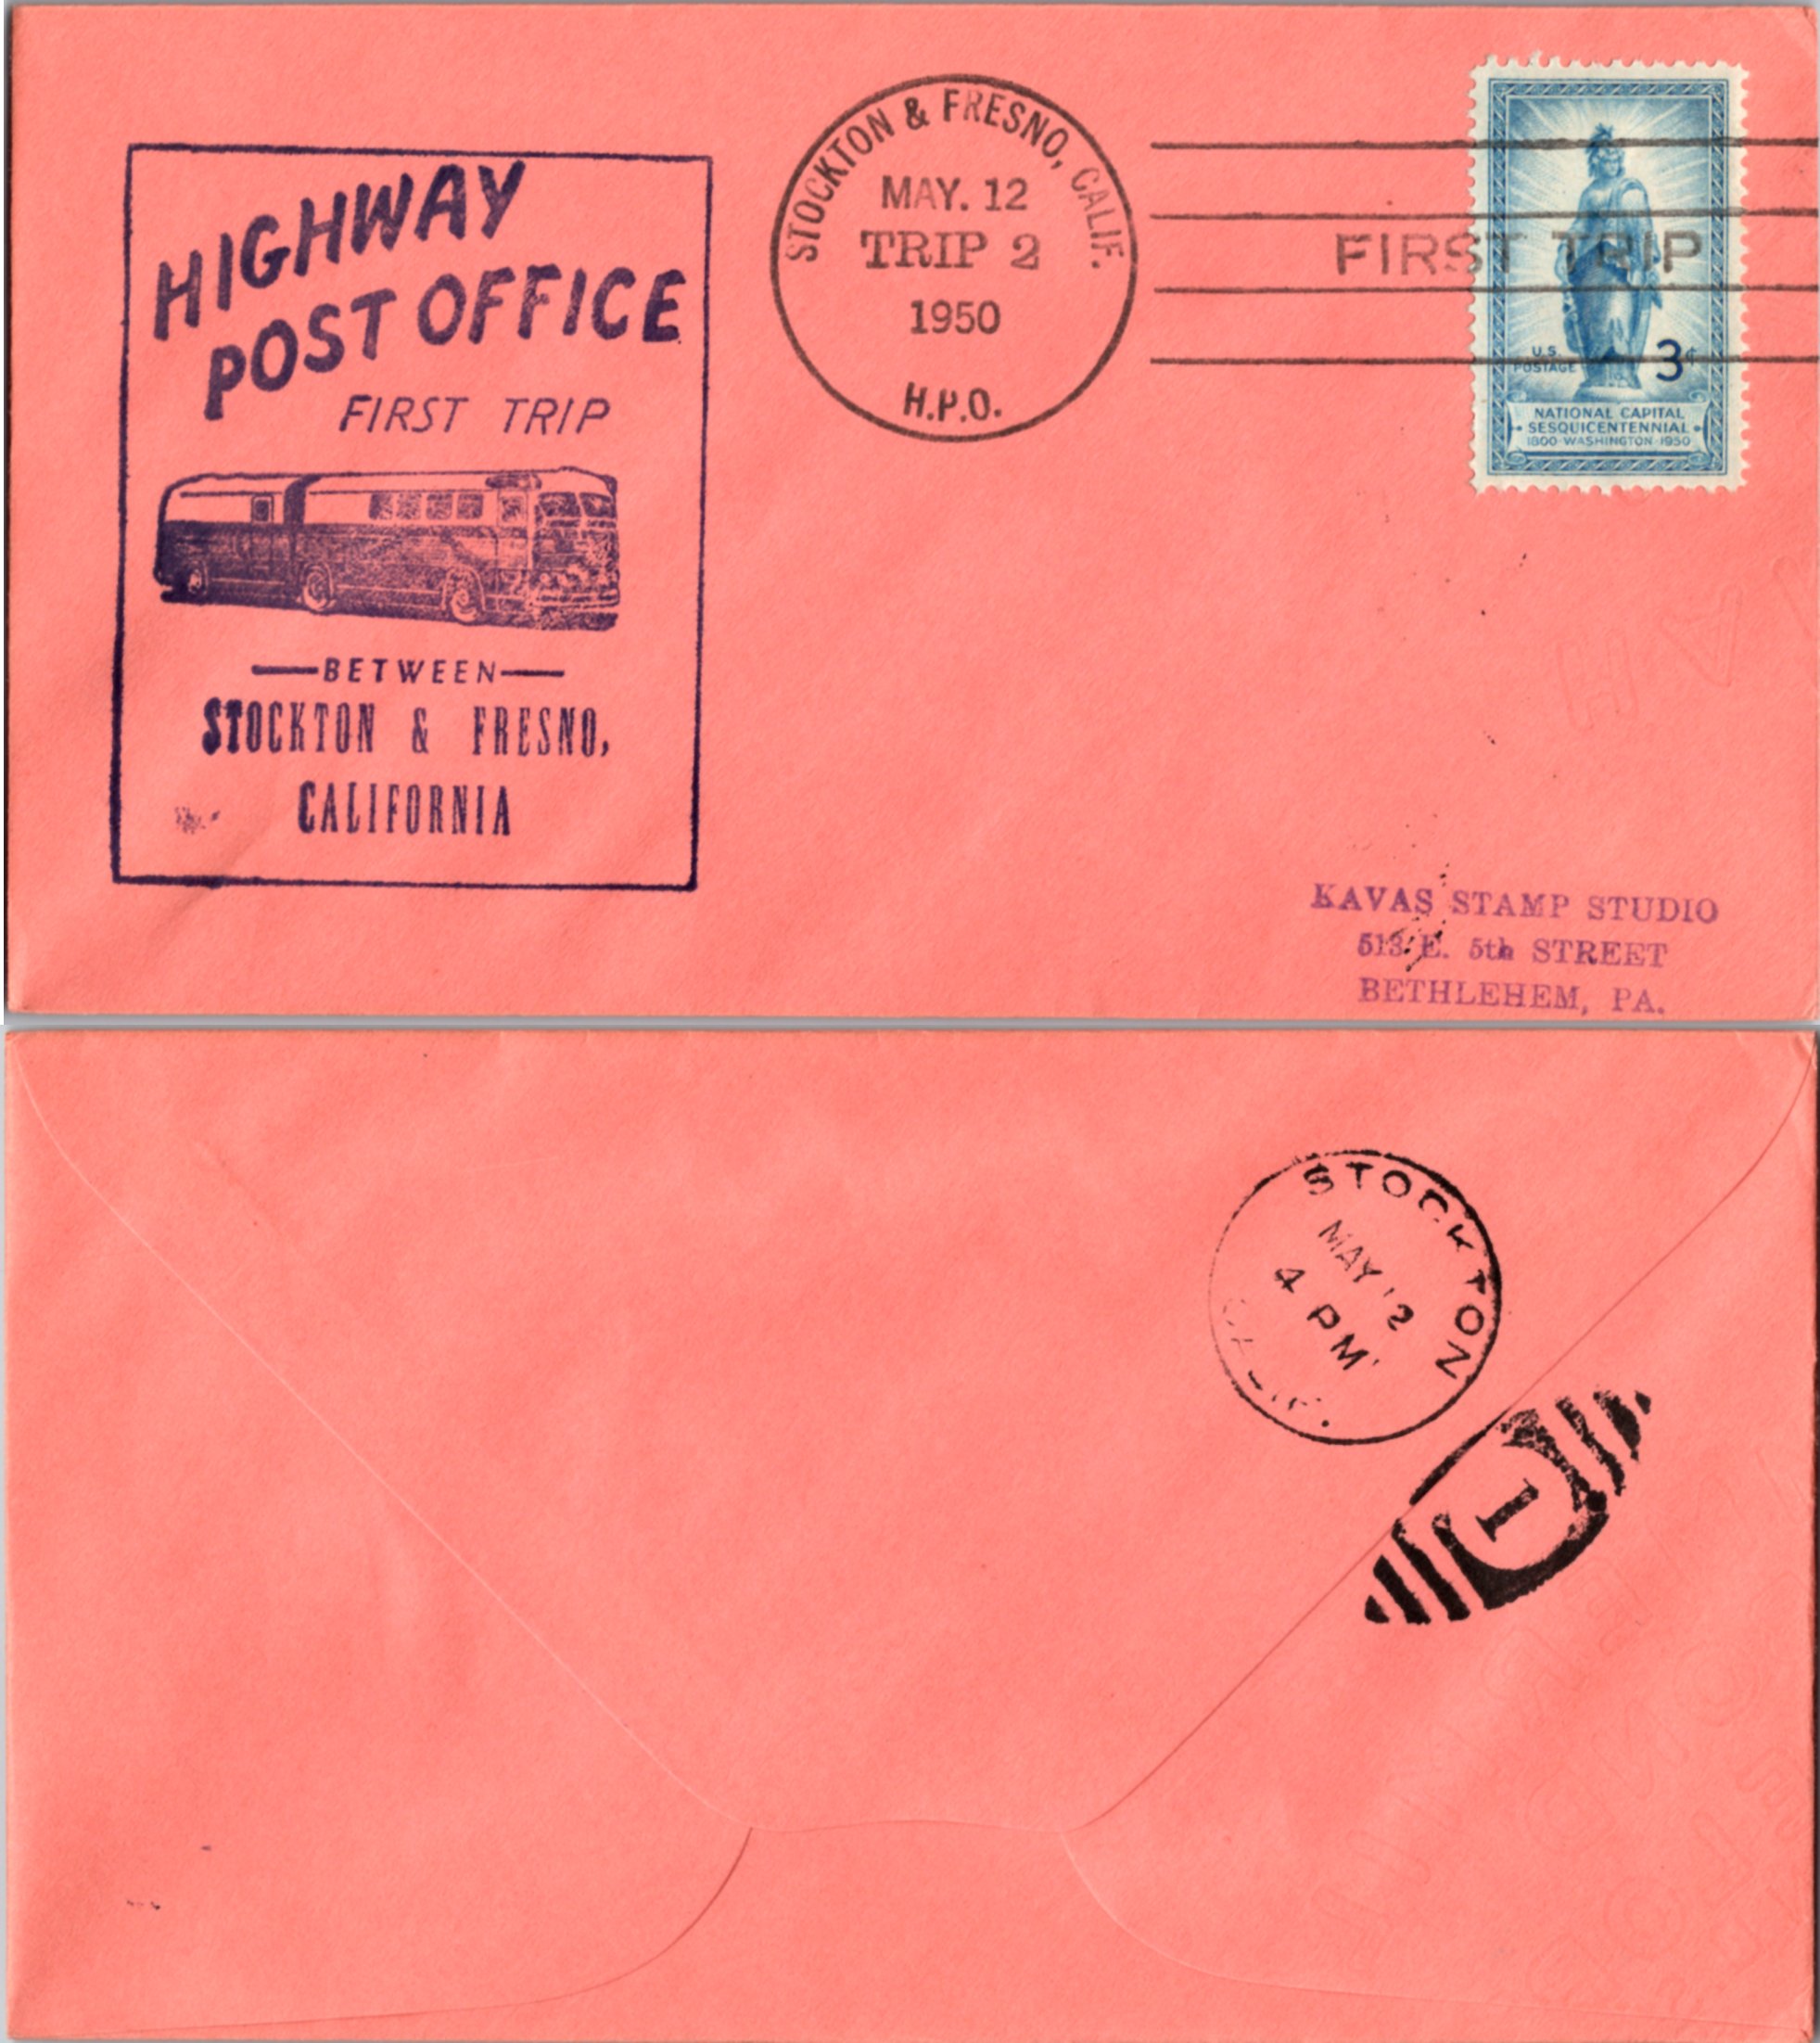 HIGHWAY
POST OFFICE
FIRST TRIP
BETWEEN
STOCKTON & FRESNO,
CALIFORNIA
STOCKTON & FRESNO, CALIF.
MAY. 12
TRIP 2
1950
H.P.O.
FIRST TRIP
U.S.
POSTAGE
3¢
NATIONAL CAPITAL
SESQUICENTENNIAL
1800·WASHINGTON·1950
KAVAS STAMP STUDIO
513 E. 5th STREET
BETHLEHEM, PA.
STOCKTON
MAY 12
4 PM
CALIF.
1